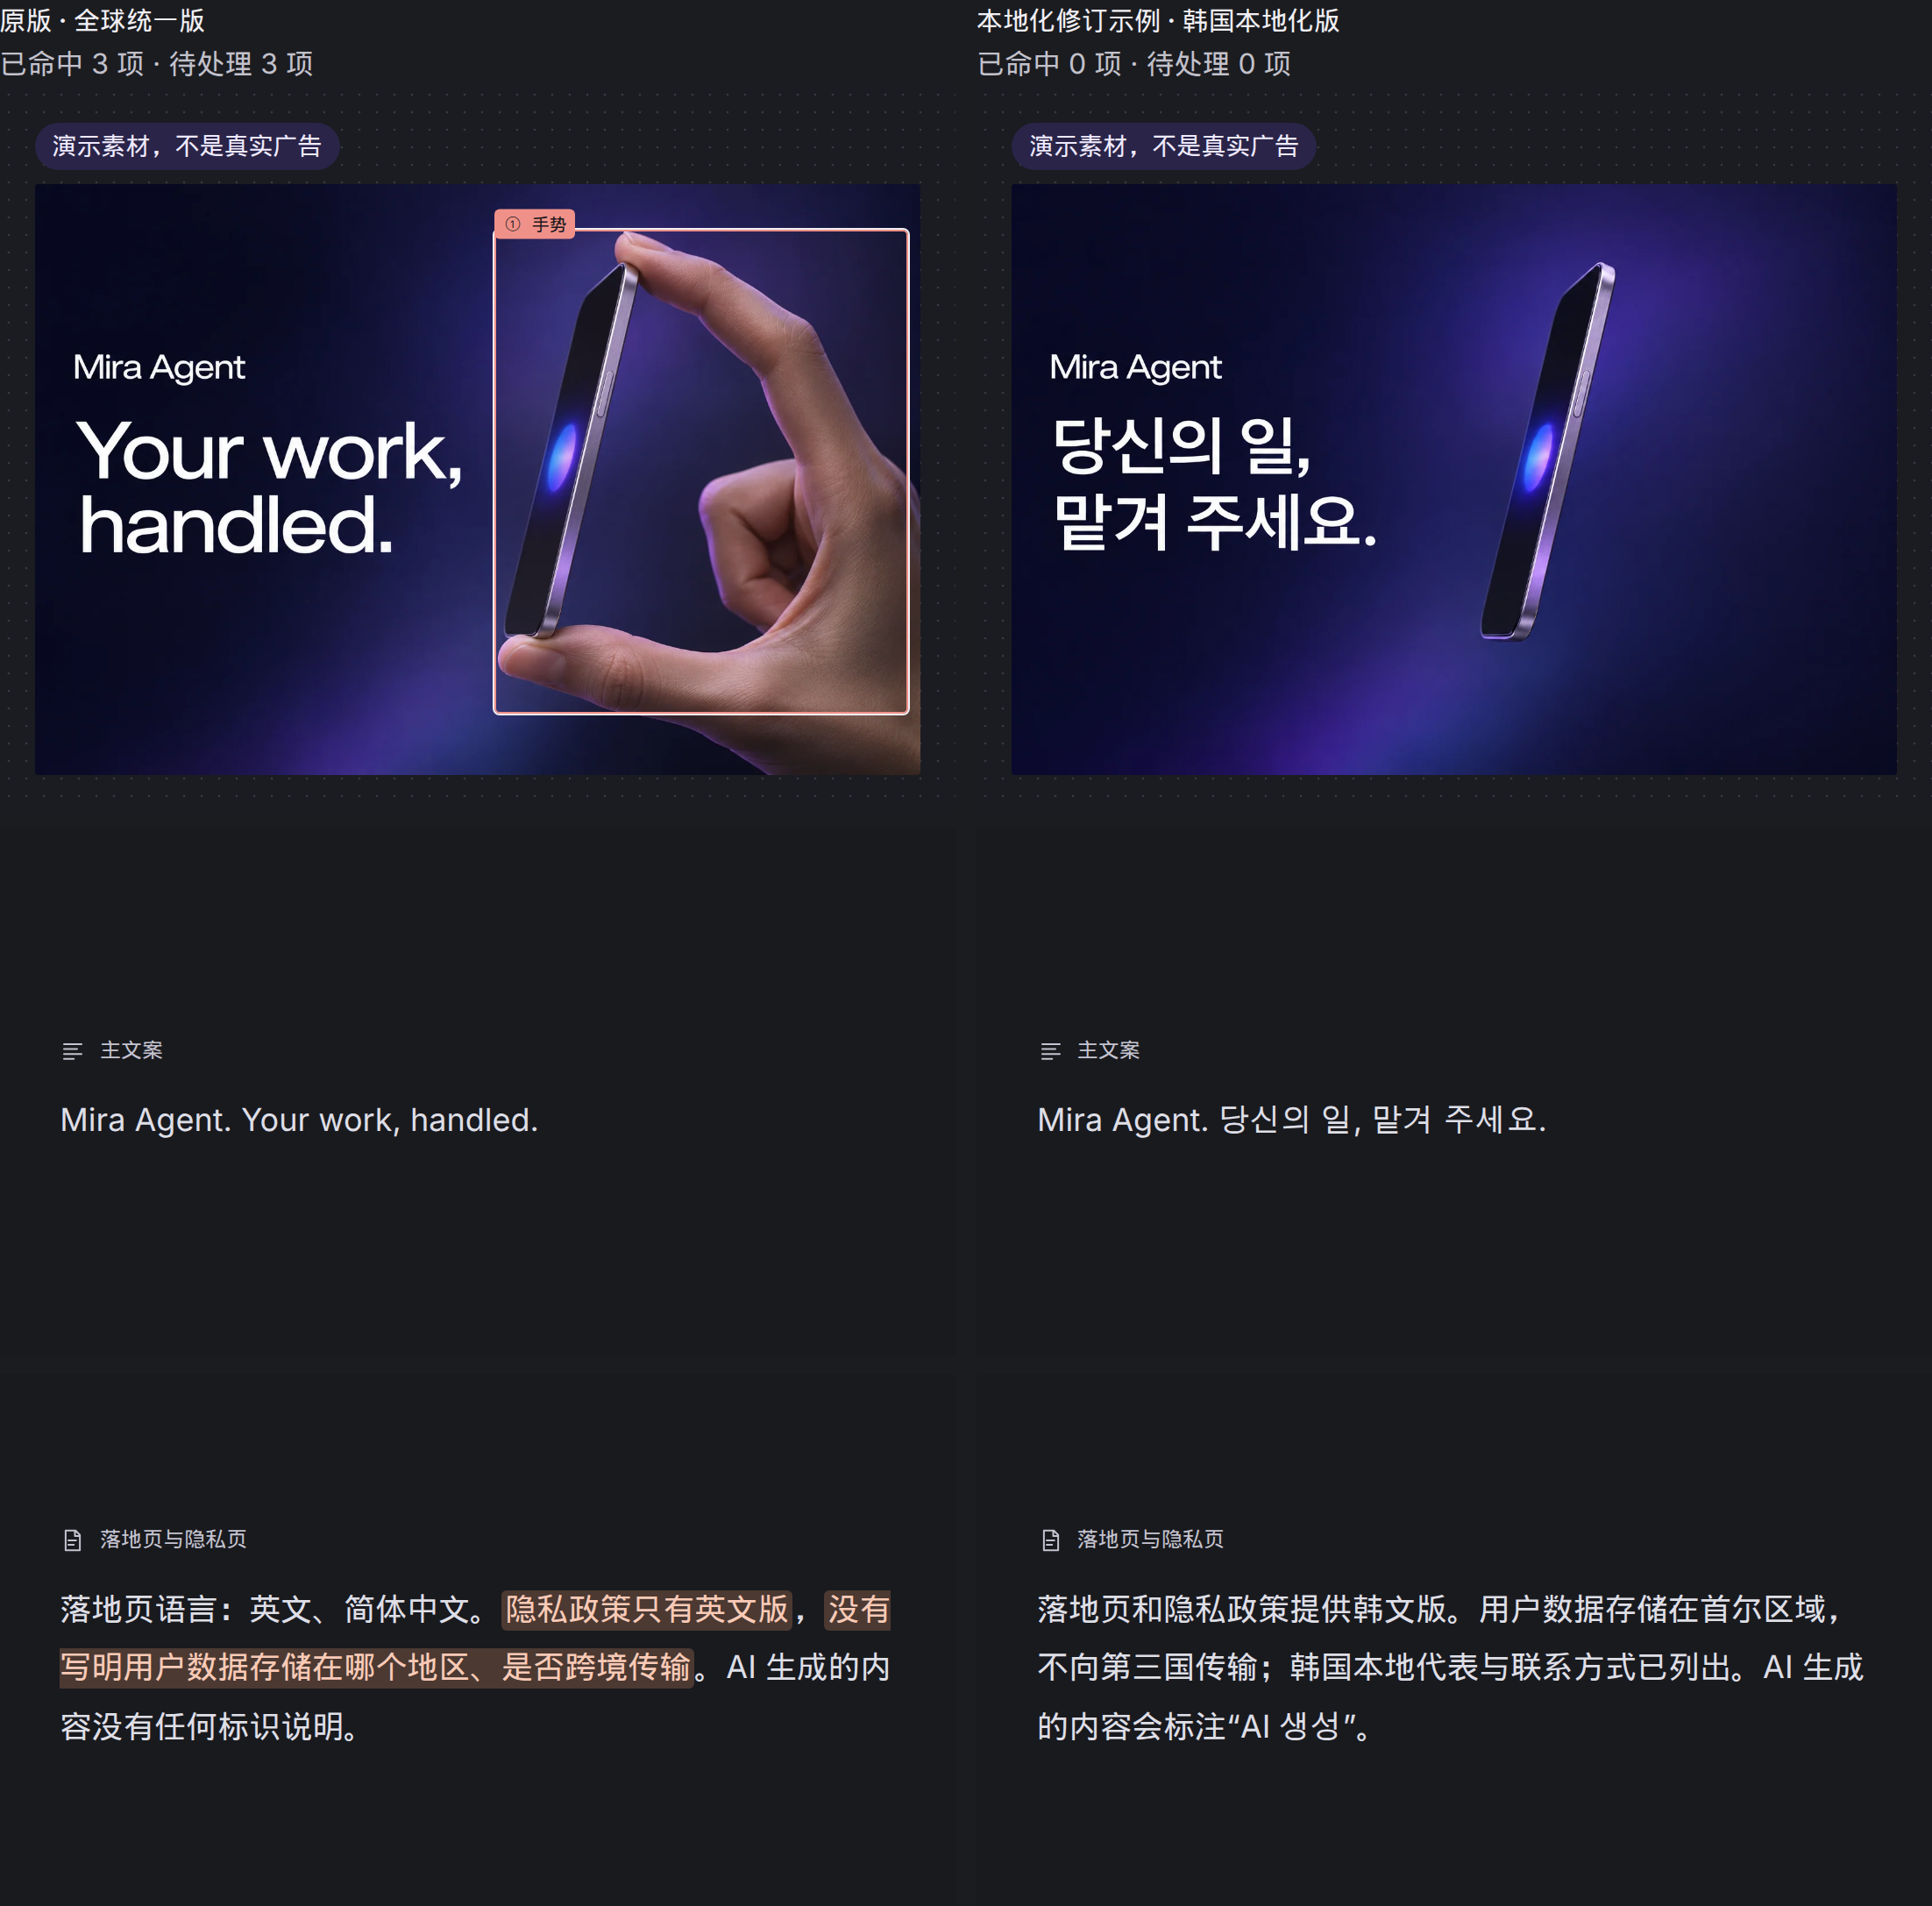 原版 · 全球统一版
已命中 3 项 · 待处理 3 项
演示素材，不是真实广告
① 手势
Mira Agent
Your work,
handled.
主文案
Mira Agent. Your work, handled.
落地页与隐私页
落地页语言：英文、简体中文。隐私政策只有英文版，没有
写明用户数据存储在哪个地区、是否跨境传输。AI 生成的内
容没有任何标识说明。
本地化修订示例 · 韩国本地化版
已命中 0 项 · 待处理 0 项
演示素材，不是真实广告
Mira Agent
당신의 일,
맡겨 주세요.
主文案
Mira Agent. 당신의 일, 맡겨 주세요.
落地页与隐私页
落地页和隐私政策提供韩文版。用户数据存储在首尔区域，
不向第三国传输；韩国本地代表与联系方式已列出。AI 生成
的内容会标注“AI 생성”。